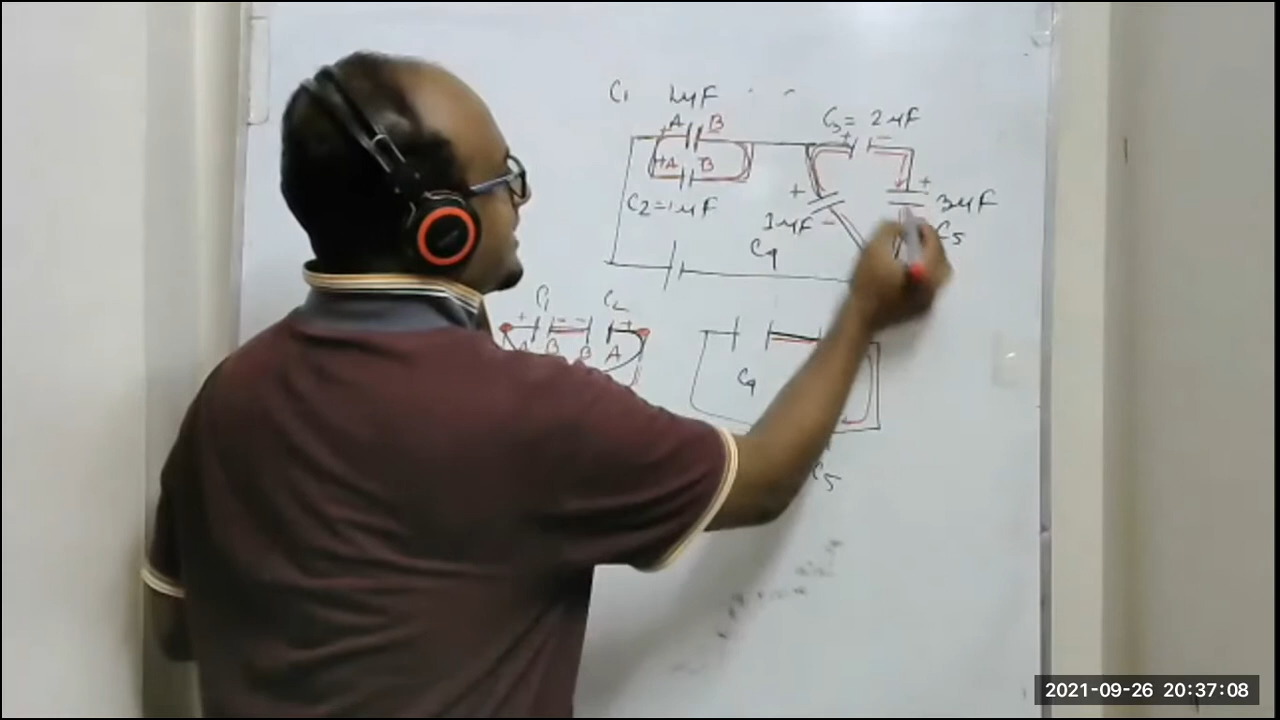 C1 1μF
+ A B C3 = 2μF
+ -
+A B
C2=1μF + + 3μF
1μF - C5
C4
C1 C2
+ - - +
A B B A
C4
C5
2021-09-26 20:37:08